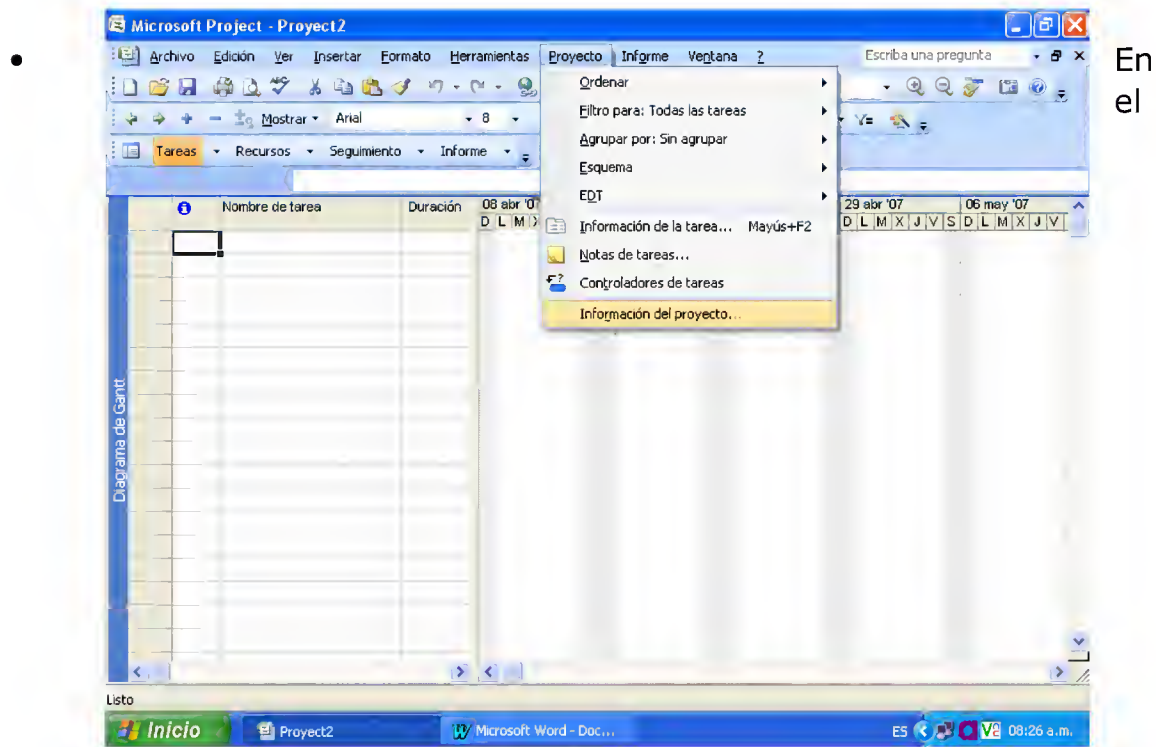 Microsoft Project - Proyect2
Archivo Edición Ver Insertar Formato Herramientas Proyecto Informe Ventana ? Escriba una pregunta
Mostrar Arial 8
Tareas Recursos Seguimiento Informe
Ordenar
Filtro para: Todas las tareas
Agrupar por: Sin agrupar
Esquema
EDT
Información de la tarea... Mayús+F2
Notas de tareas...
Controladores de tareas
Información del proyecto...
Nombre de tarea Duración 08 abr '0 29 abr '07 06 may '07
D L M D L M X J V S D L M X J V
Diagrama de Gantt
Listo
Inicio Proyect2 Microsoft Word - Doc... ES V2 08:26 a.m.
• En
el